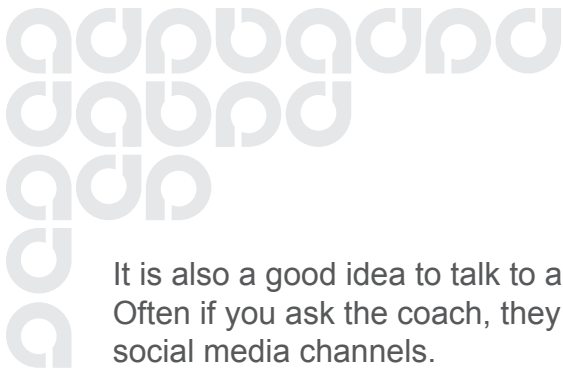 It is also a good idea to talk to a
Often if you ask the coach, they
social media channels.